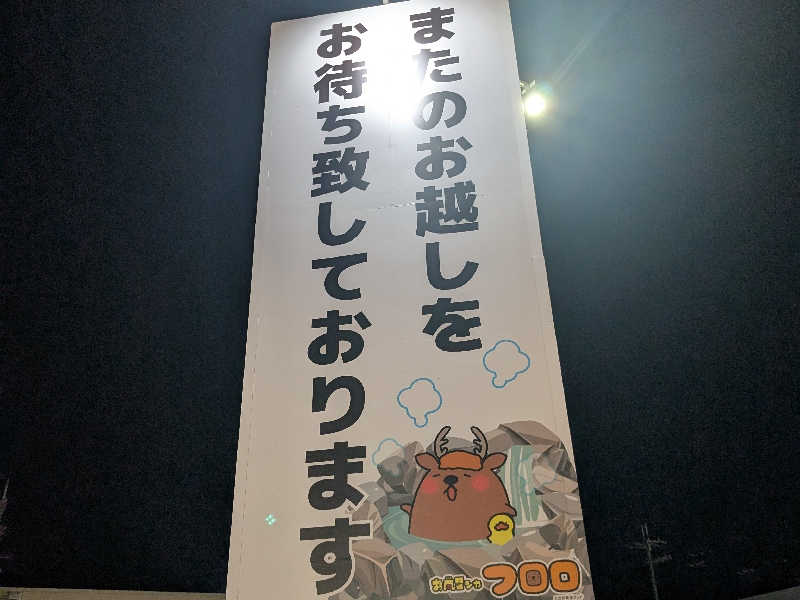 またのお越しを
お待ち致しております
フロロ